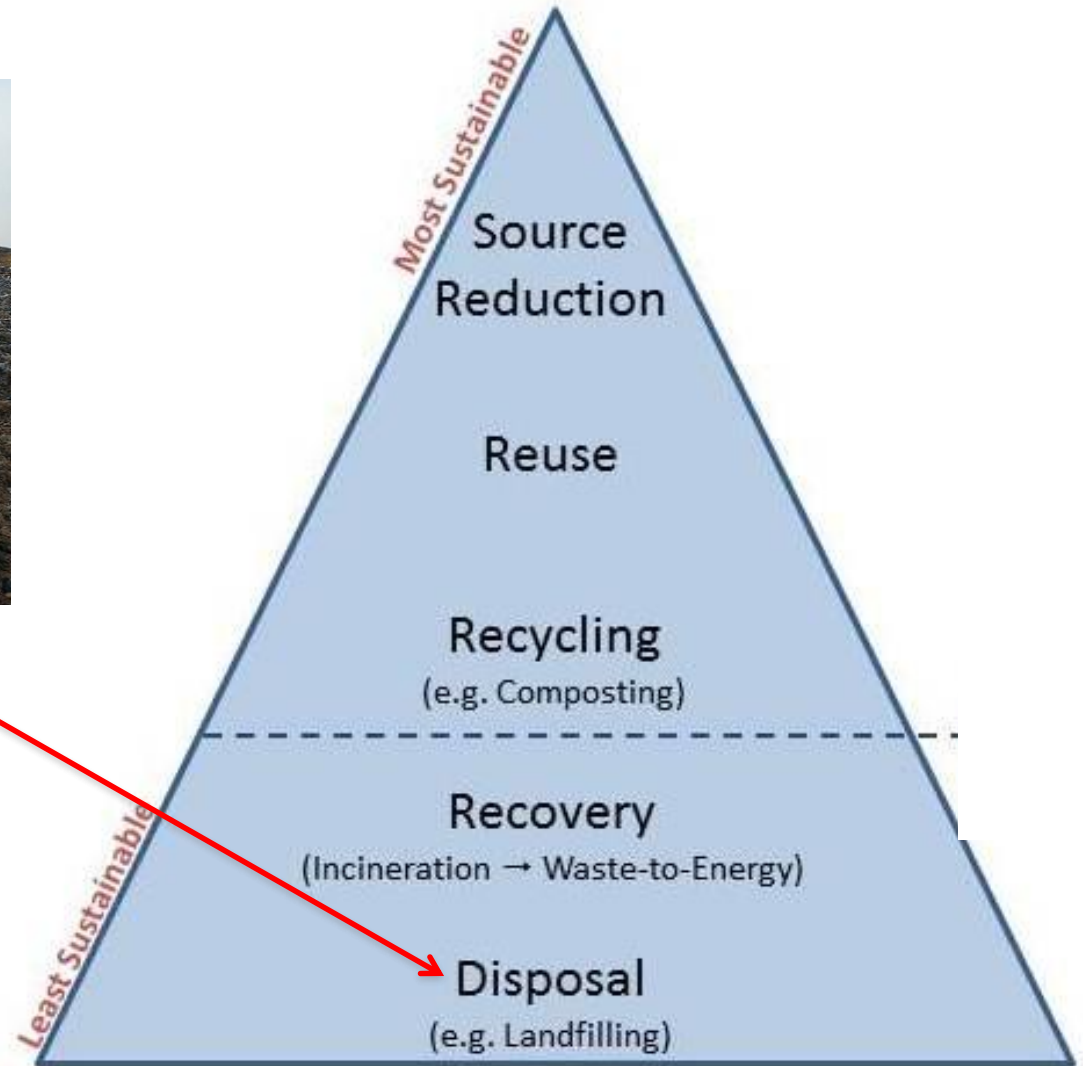 Most Sustainable
Source
Reduction
Reuse
Recycling
(e.g. Composting)
Recovery
(Incineration → Waste-to-Energy)
Least Sustainable
Disposal
(e.g. Landfilling)